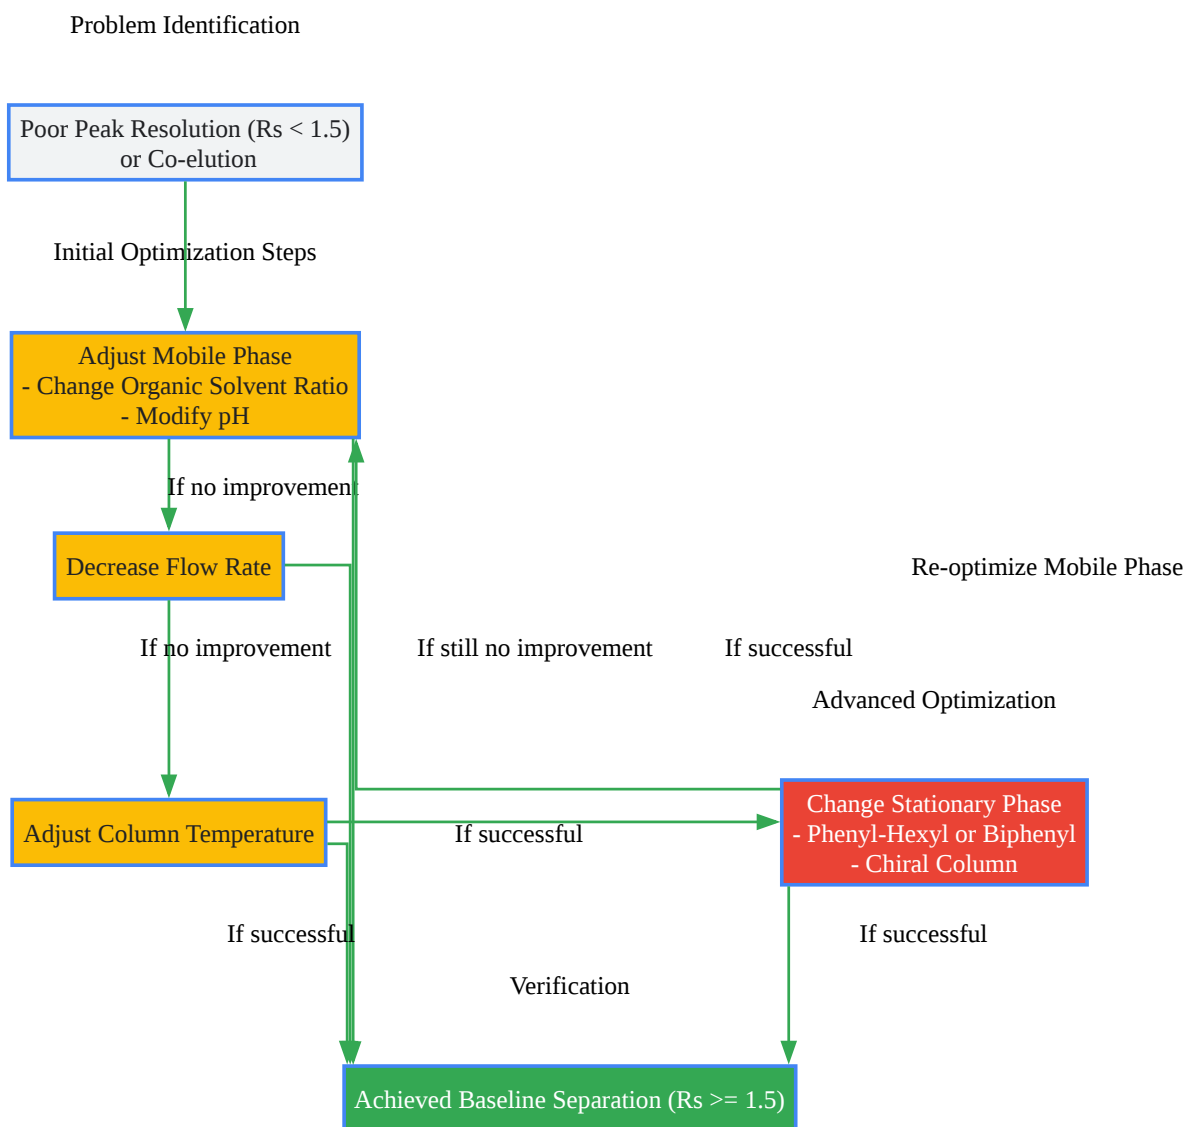 Problem Identification
Poor Peak Resolution (Rs < 1.5)
or Co-elution
Initial Optimization Steps
Adjust Mobile Phase
- Change Organic Solvent Ratio
- Modify pH
If no improvement
Decrease Flow Rate
Re-optimize Mobile Phase
If no improvement
If still no improvement
If successful
Advanced Optimization
Change Stationary Phase
- Phenyl-Hexyl or Biphenyl
- Chiral Column
Adjust Column Temperature
If successful
If successful
If successful
Verification
Achieved Baseline Separation (Rs >= 1.5)